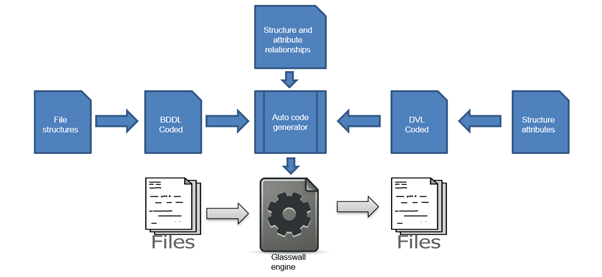 Structure and
attribute
relationships
File
structures
BDDL
Coded
Auto code
generator
DVL
Coded
Structure
attributes
Files
Files
Glasswall
engine